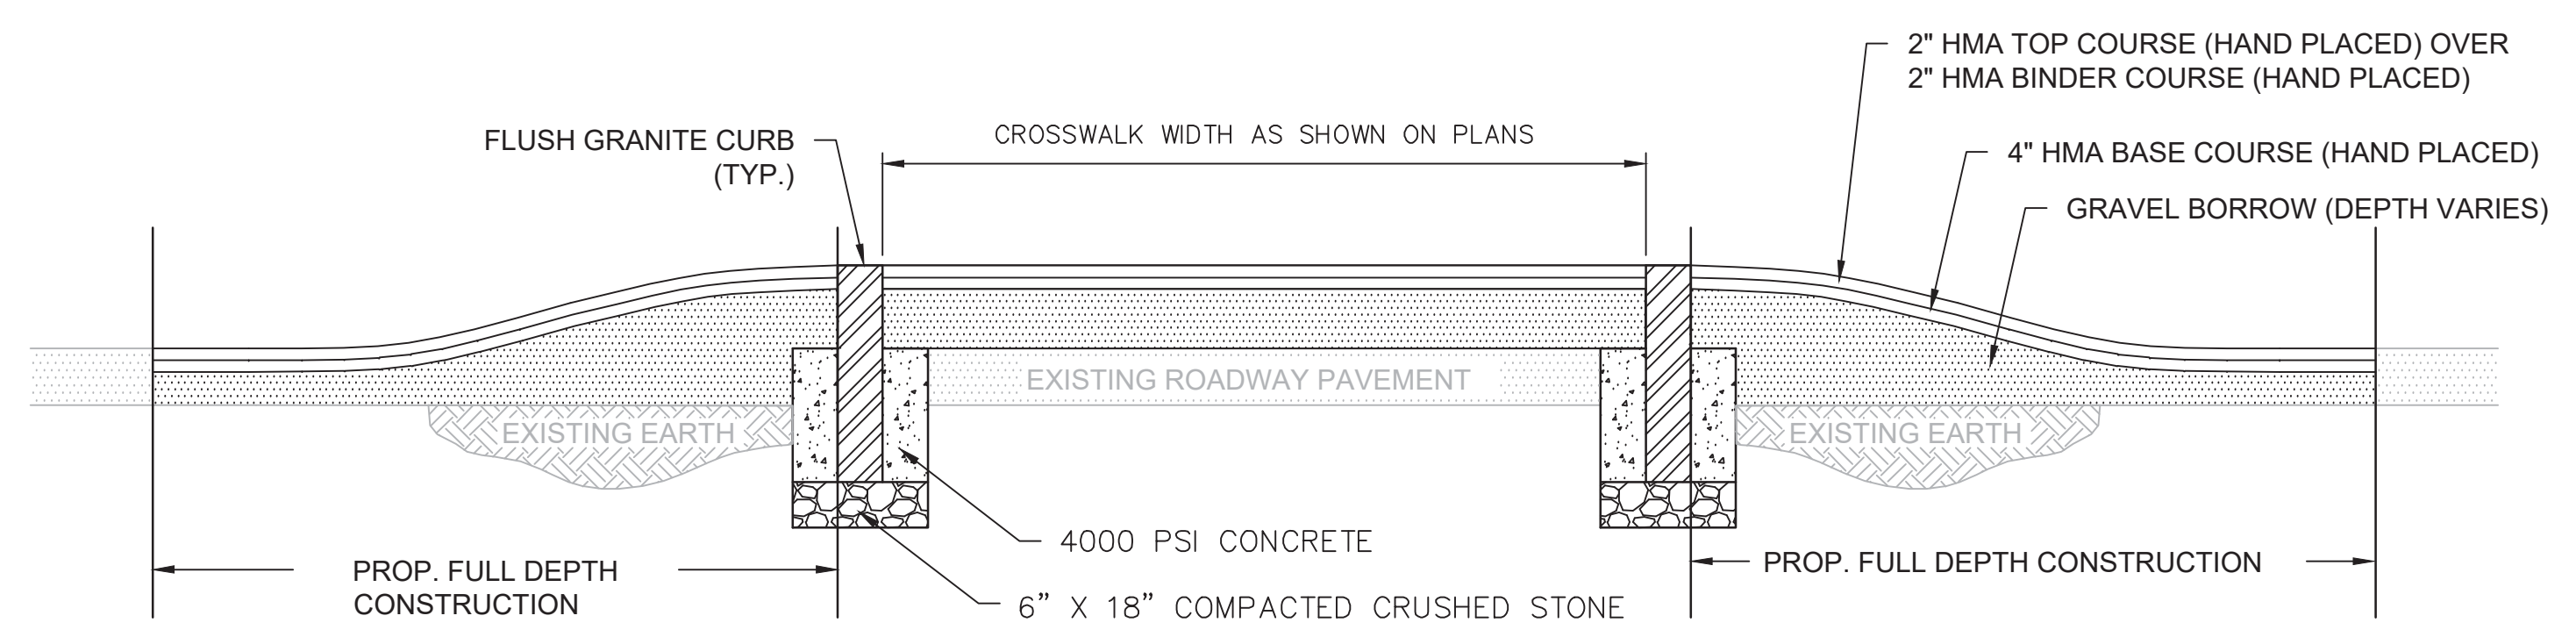 2" HMA TOP COURSE (HAND PLACED) OVER
2" HMA BINDER COURSE (HAND PLACED)
FLUSH GRANITE CURB
(TYP.)
CROSSWALK WIDTH AS SHOWN ON PLANS
4" HMA BASE COURSE (HAND PLACED)
GRAVEL BORROW (DEPTH VARIES)
EXISTING ROADWAY PAVEMENT
EXISTING EARTH
EXISTING EARTH
4000 PSI CONCRETE
PROP. FULL DEPTH
CONSTRUCTION
PROP. FULL DEPTH CONSTRUCTION
6” X 18” COMPACTED CRUSHED STONE